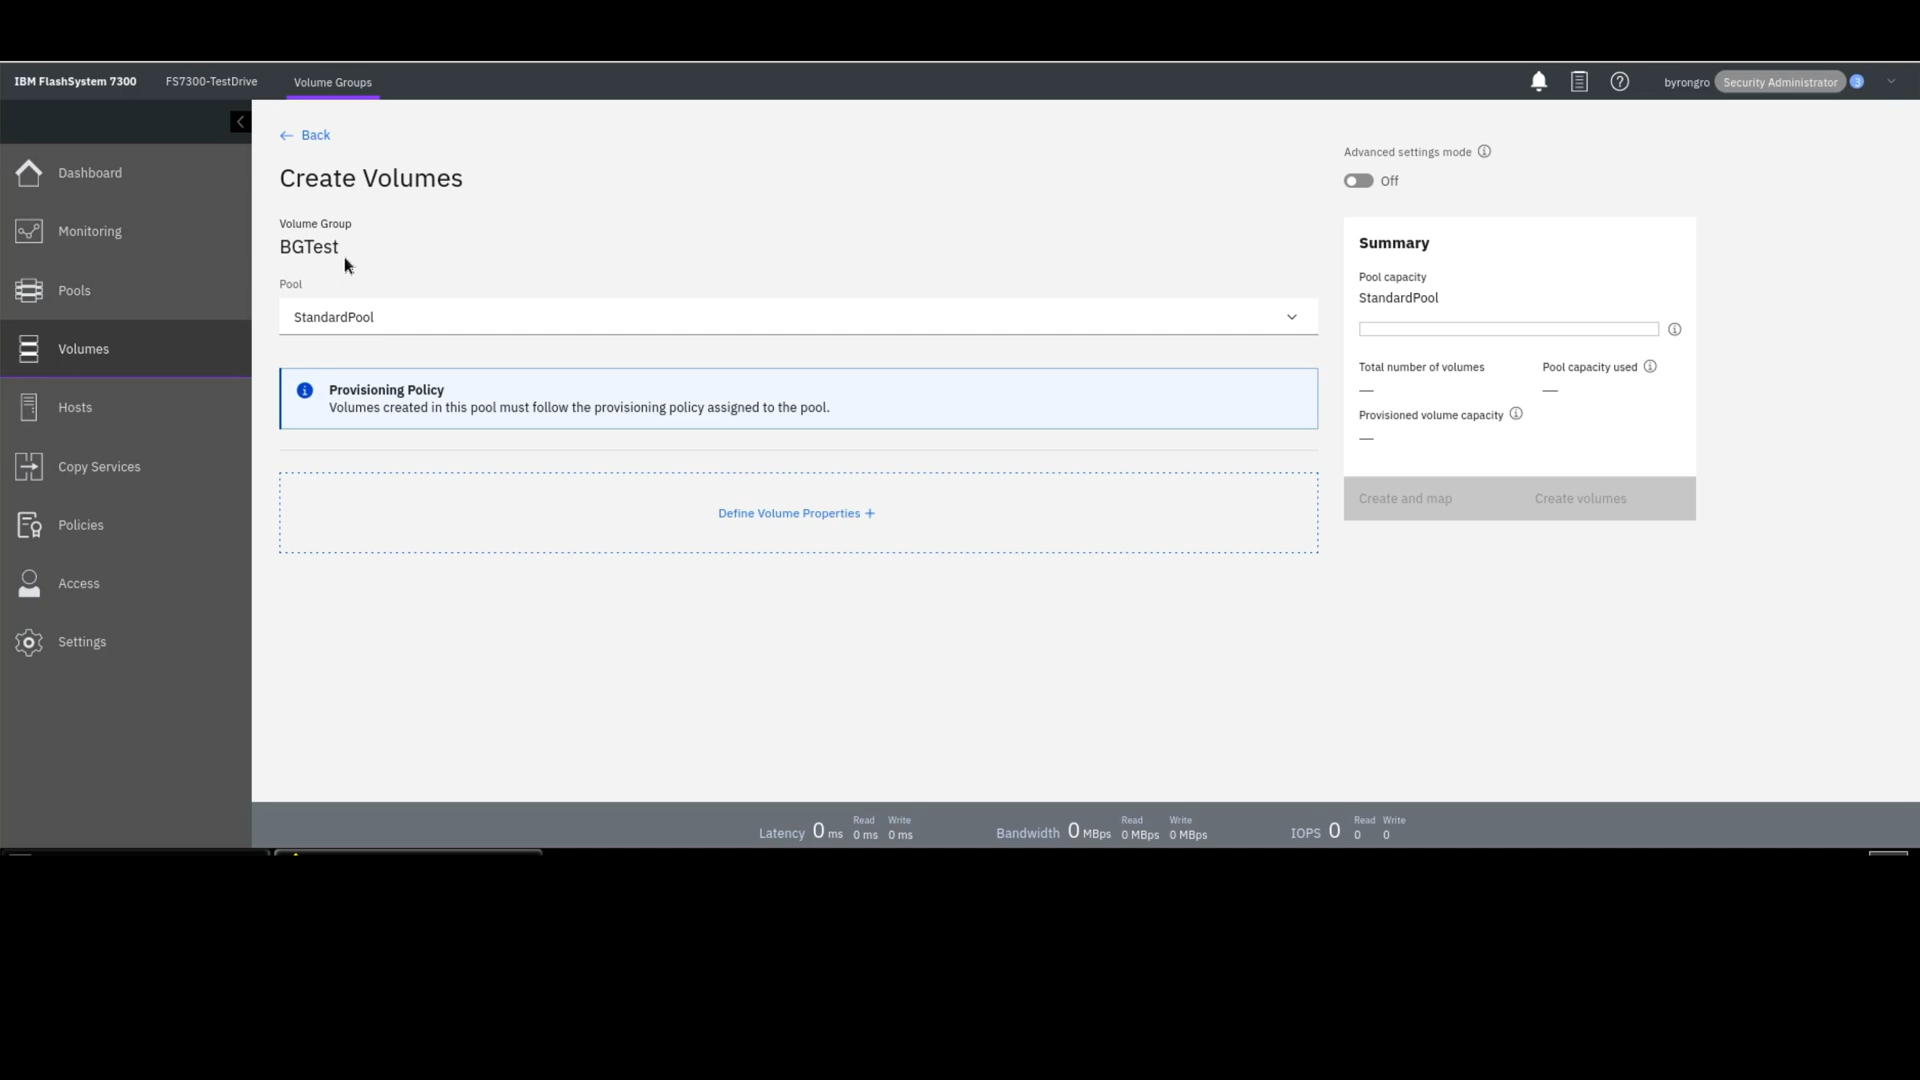 IBM FlashSystem 7300
FS7300-TestDrive
Volume Groups
byrongro
Security Administrator
3
Dashboard
Monitoring
Pools
Volumes
Hosts
Copy Services
Policies
Access
Settings
Back
Create Volumes
Volume Group
BGTest
Pool
StandardPool
Provisioning Policy
Volumes created in this pool must follow the provisioning policy assigned to the pool.
Define Volume Properties +
Advanced settings mode
Off
Summary
Pool capacity
StandardPool
Total number of volumes
—
Pool capacity used
—
Provisioned volume capacity
—
Create and map
Create volumes
Latency 0 ms
Read
0 ms
Write
0 ms
Bandwidth 0 MBps
Read
0 MBps
Write
0 MBps
IOPS 0
Read
0
Write
0